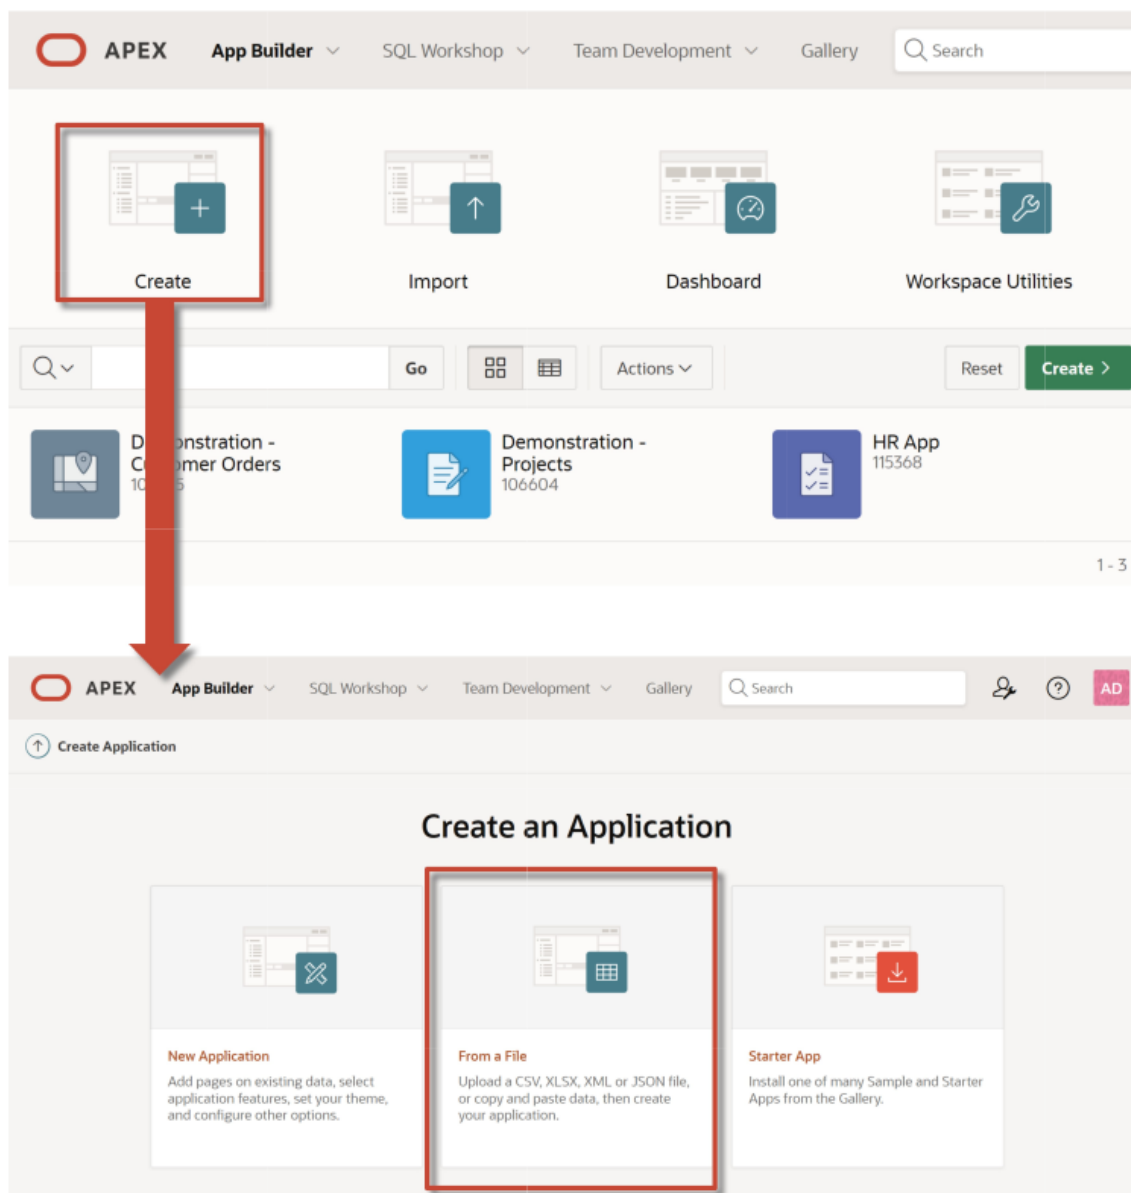 APEX App Builder SQL Workshop Team Development Gallery Search
Create Import Dashboard Workspace Utilities
Go Actions Reset Create >
Demonstration -
Projects
106604
HR App
115368
1 - 3
APEX App Builder SQL Workshop Team Development Gallery Search AD
Create Application
Create an Application
New Application
Add pages on existing data, select
application features, set your theme,
and configure other options.
From a File
Upload a CSV, XLSX, XML or JSON file,
or copy and paste data, then create
your application.
Starter App
Install one of many Sample and Starter
Apps from the Gallery.